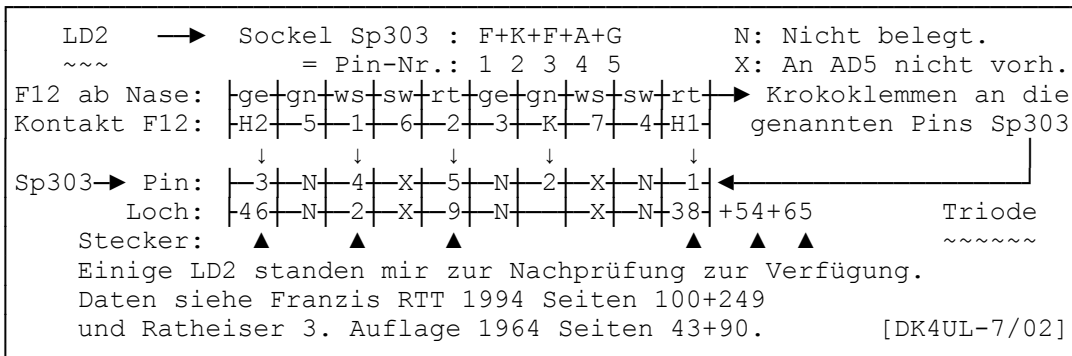 LD2 ──► Sockel Sp303 : F+K+F+A+G N: Nicht belegt.
~~~ = Pin-Nr.: 1 2 3 4 5 X: An AD5 nicht vorh.
F12 ab Nase: ├ge┼gn┼ws┼sw┼rt┼ge┼gn┼ws┼sw┼rt┼─► Krokoklemmen an die
Kontakt F12: ├H2┼─5┼─1┼─6┼─2┼─3┼─K┼─7┼─4┼H1┤ genannten Pins Sp303
↓ ↓ ↓ ↓ ↓
Sp303─► Pin: ├─3┼─N┼─4┼─X┼─5┼─N┼─2┼─X┼─N┼─1┤◄
Loch: ├46┼─N┼─2┼─X┼─9┼─N┼──┼─X┼─N┼38┤+54+65 Triode
Stecker: ▲ ▲ ▲ ▲ ▲ ▲ ~~~~~~
Einige LD2 standen mir zur Nachprüfung zur Verfügung.
Daten siehe Franzis RTT 1994 Seiten 100+249
und Ratheiser 3. Auflage 1964 Seiten 43+90. [DK4UL-7/02]